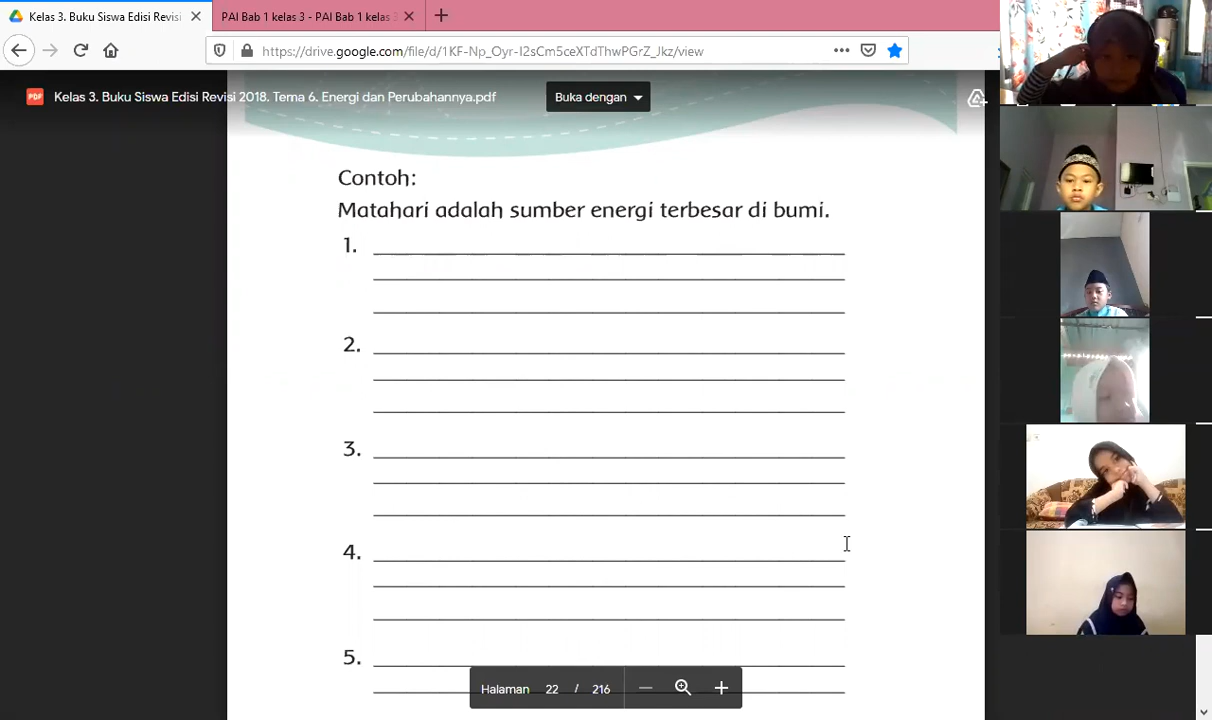 Kelas 3. Buku Siswa Edisi Revisi
PAI Bab 1 kelas 3 - PAI Bab 1 kelas 3
https://drive.google.com/file/d/1KF-Np_Oyr-I2sCm5ceXTdThwPGrZ_Jkz/view
PDF Kelas 3. Buku Siswa Edisi Revisi 2018. Tema 6. Energi dan Perubahannya.pdf
Buka dengan
Contoh:
Matahari adalah sumber energi terbesar di bumi.
1.
2.
3.
4.
5.
Halaman 22 / 216